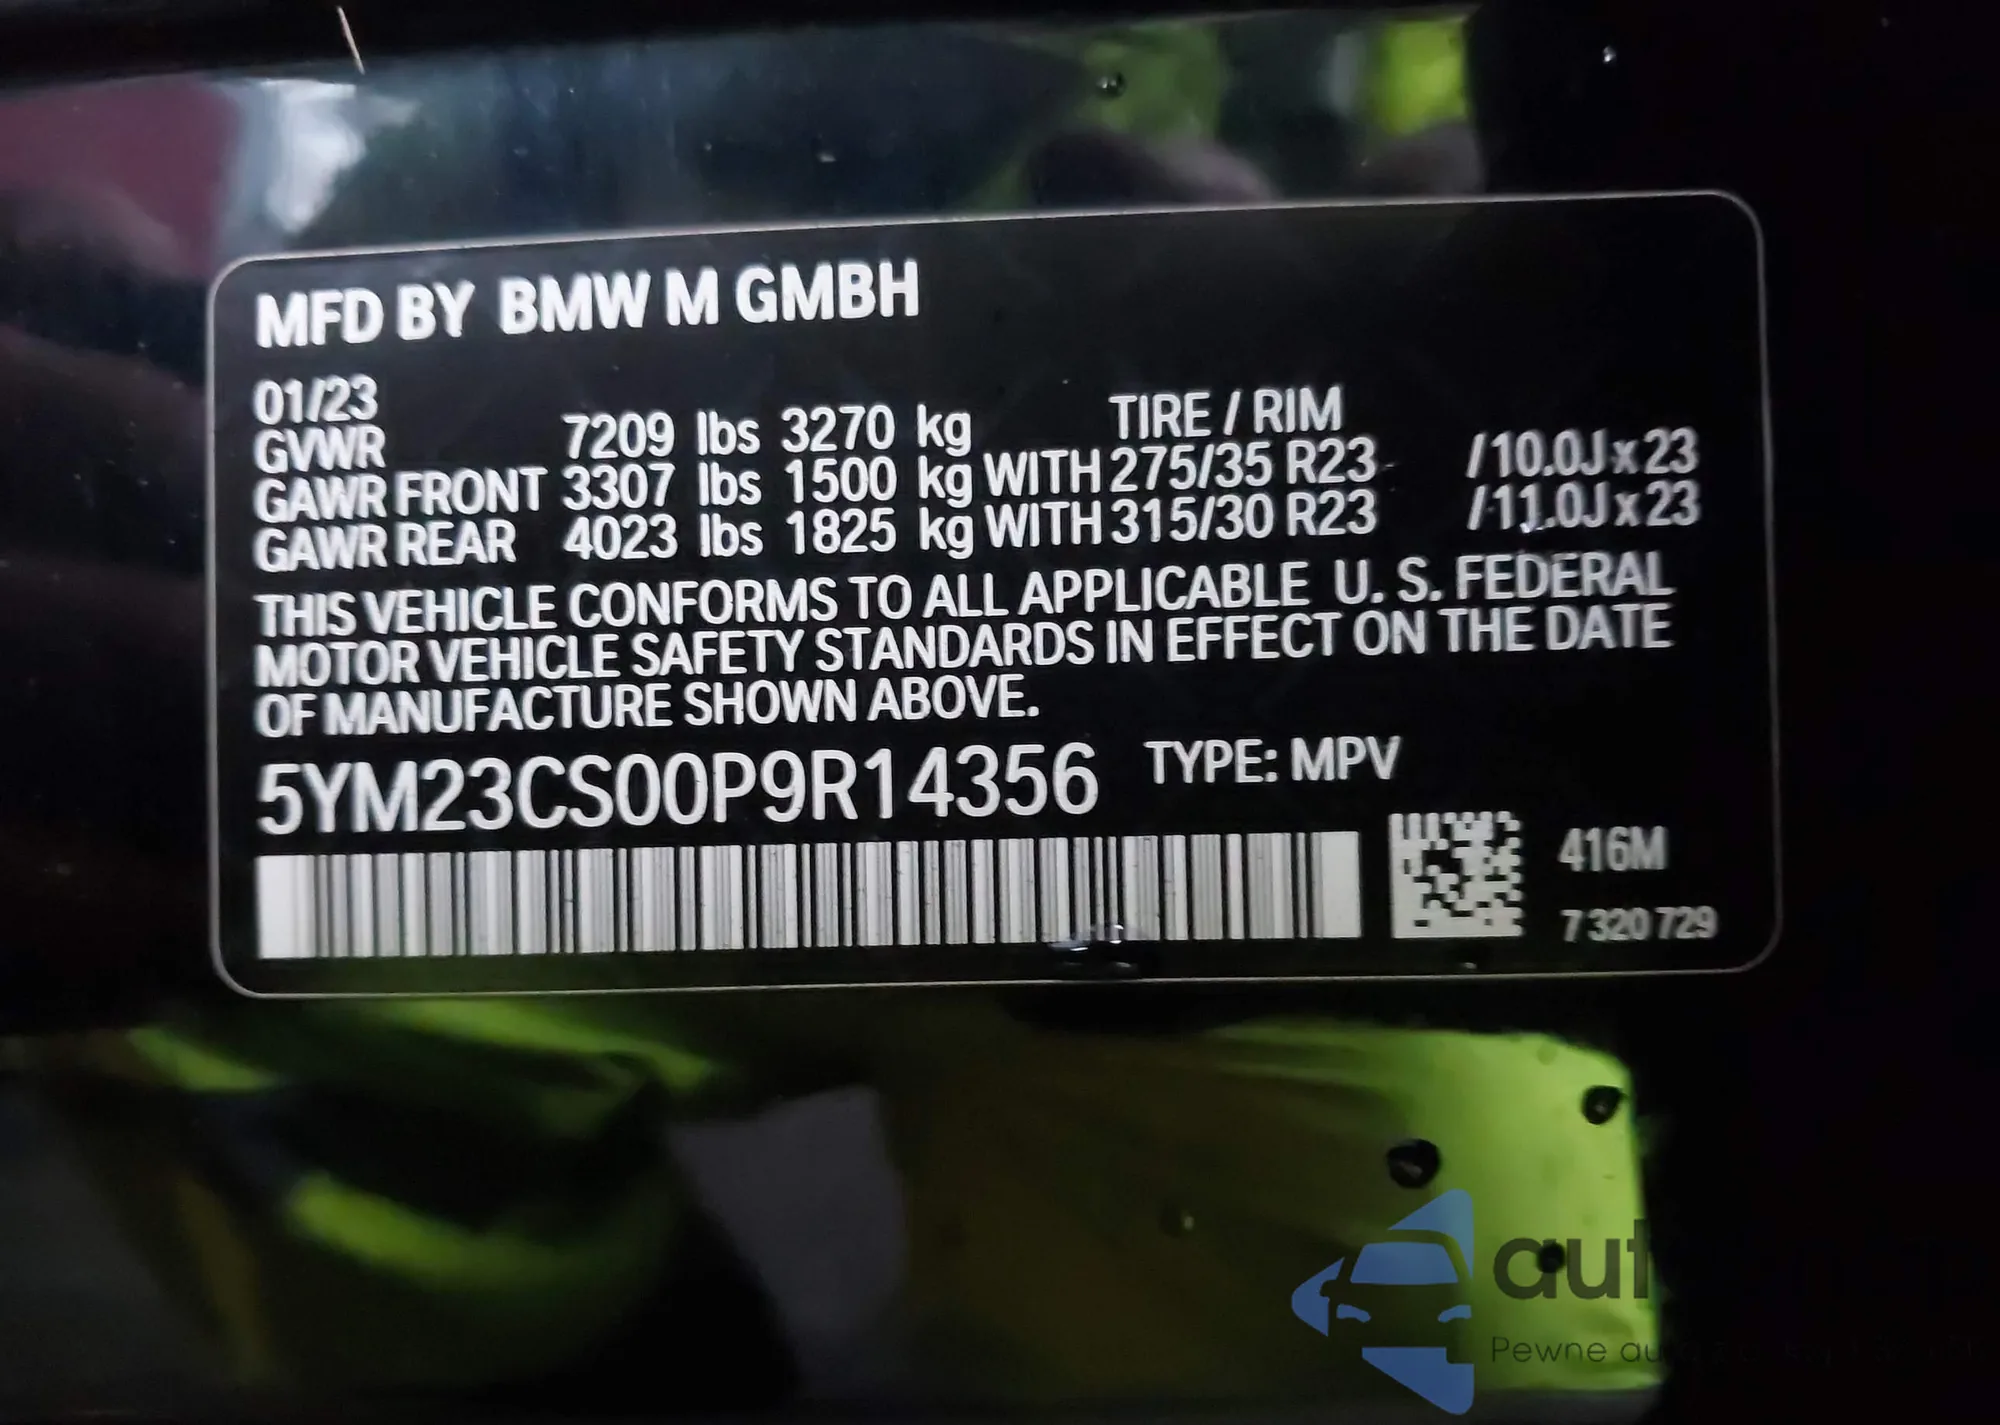 MFD BY BMW M GMBH
01/23
GVWR 7209 lbs 3270 kg TIRE / RIM
GAWR FRONT 3307 lbs 1500 kg WITH 275/35 R23 / 10.0J x 23
GAWR REAR 4023 lbs 1825 kg WITH 315/30 R23 / 11.0J x 23
THIS VEHICLE CONFORMS TO ALL APPLICABLE U. S. FEDERAL
MOTOR VEHICLE SAFETY STANDARDS IN EFFECT ON THE DATE
OF MANUFACTURE SHOWN ABOVE.
5YM23CS00P9R14356 TYPE: MPV
416M
7 320 729
Pewne